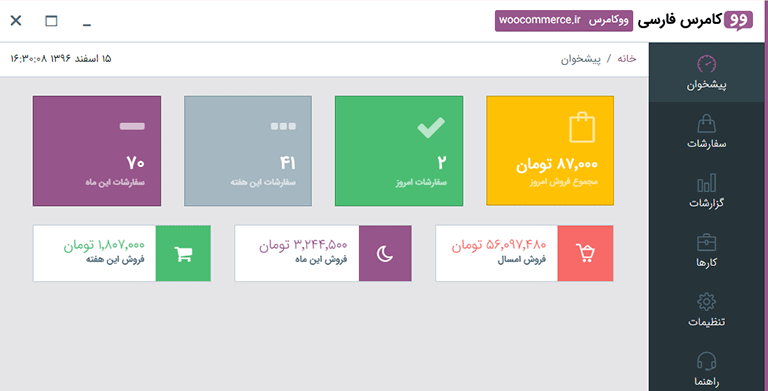 وو کامرس فارسی
ووکامرس woocommerce.ir
خانه / پیشخوان
۱۵ اسفند ۱۳۹۶ ۱۶:۳۰:۰۸
پیشخوان
سفارشات
گزارشات
کارها
تنظیمات
راهنما
۸۷,۰۰۰ تومان
مجموع فروش امروز
۲
سفارشات امروز
۴۱
سفارشات این هفته
۷۰
سفارشات این ماه
۵۶,۰۹۷,۴۸۰ تومان
فروش امسال
۳,۲۴۴,۵۰۰ تومان
فروش این ماه
۱,۸۰۷,۰۰۰ تومان
فروش این هفته